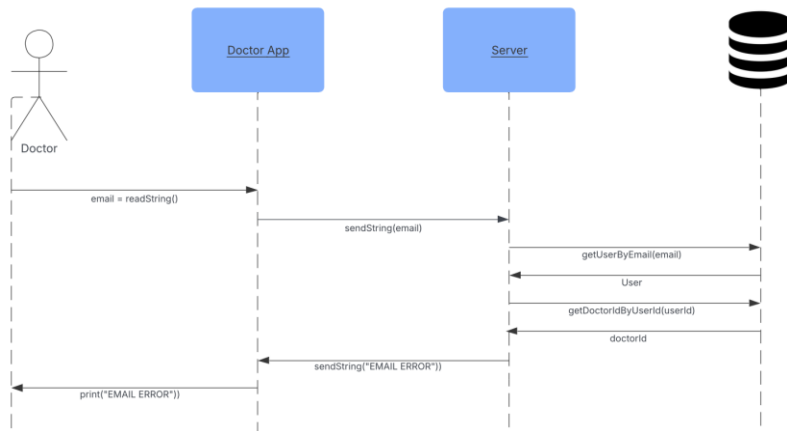 Doctor App
Server
Doctor
email = readString()
sendString(email)
getUserByEmail(email)
User
getDoctorIdByUserId(userId)
doctorId
sendString("EMAIL ERROR"))
print("EMAIL ERROR"))